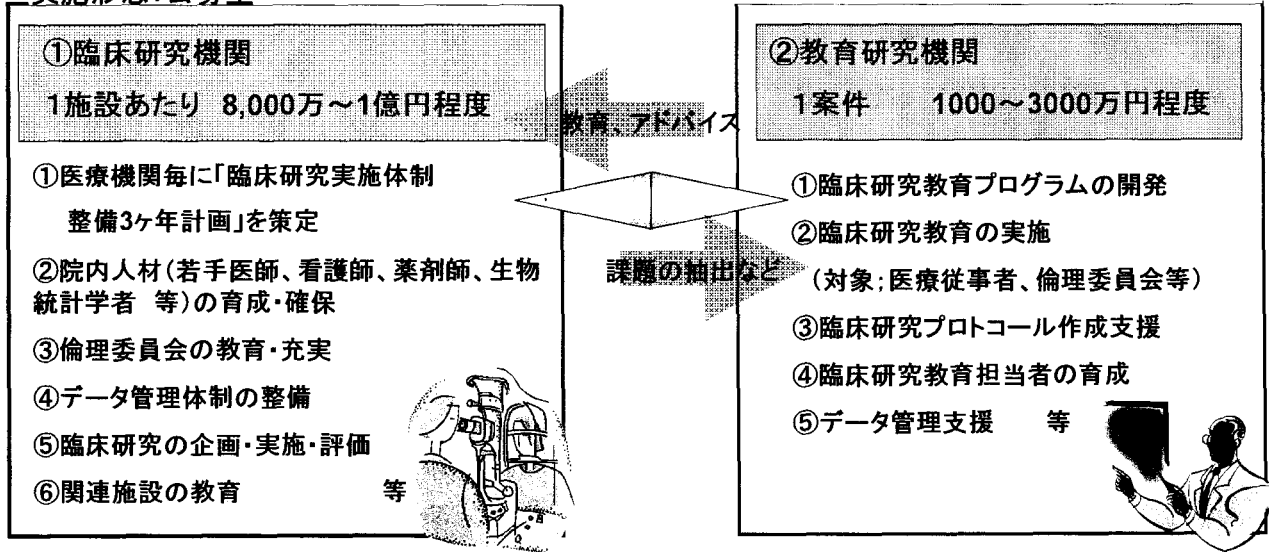 ①臨床研究機関
1施設あたり 8,000万～1億円程度
①医療機関毎に「臨床研究実施体制
整備3ヶ年計画」を策定
②院内人材(若手医師、看護師、薬剤師、生物
統計学者 等)の育成・確保
③倫理委員会の教育・充実
④データ管理体制の整備
⑤臨床研究の企画・実施・評価
⑥関連施設の教育 等
教育、アドバイス
課題の抽出など
②教育研究機関
1案件 1000～3000万円程度
①臨床研究教育プログラムの開発
②臨床研究教育の実施
(対象;医療従事者、倫理委員会等)
③臨床研究プロトコール作成支援
④臨床研究教育担当者の育成
⑤データ管理支援 等